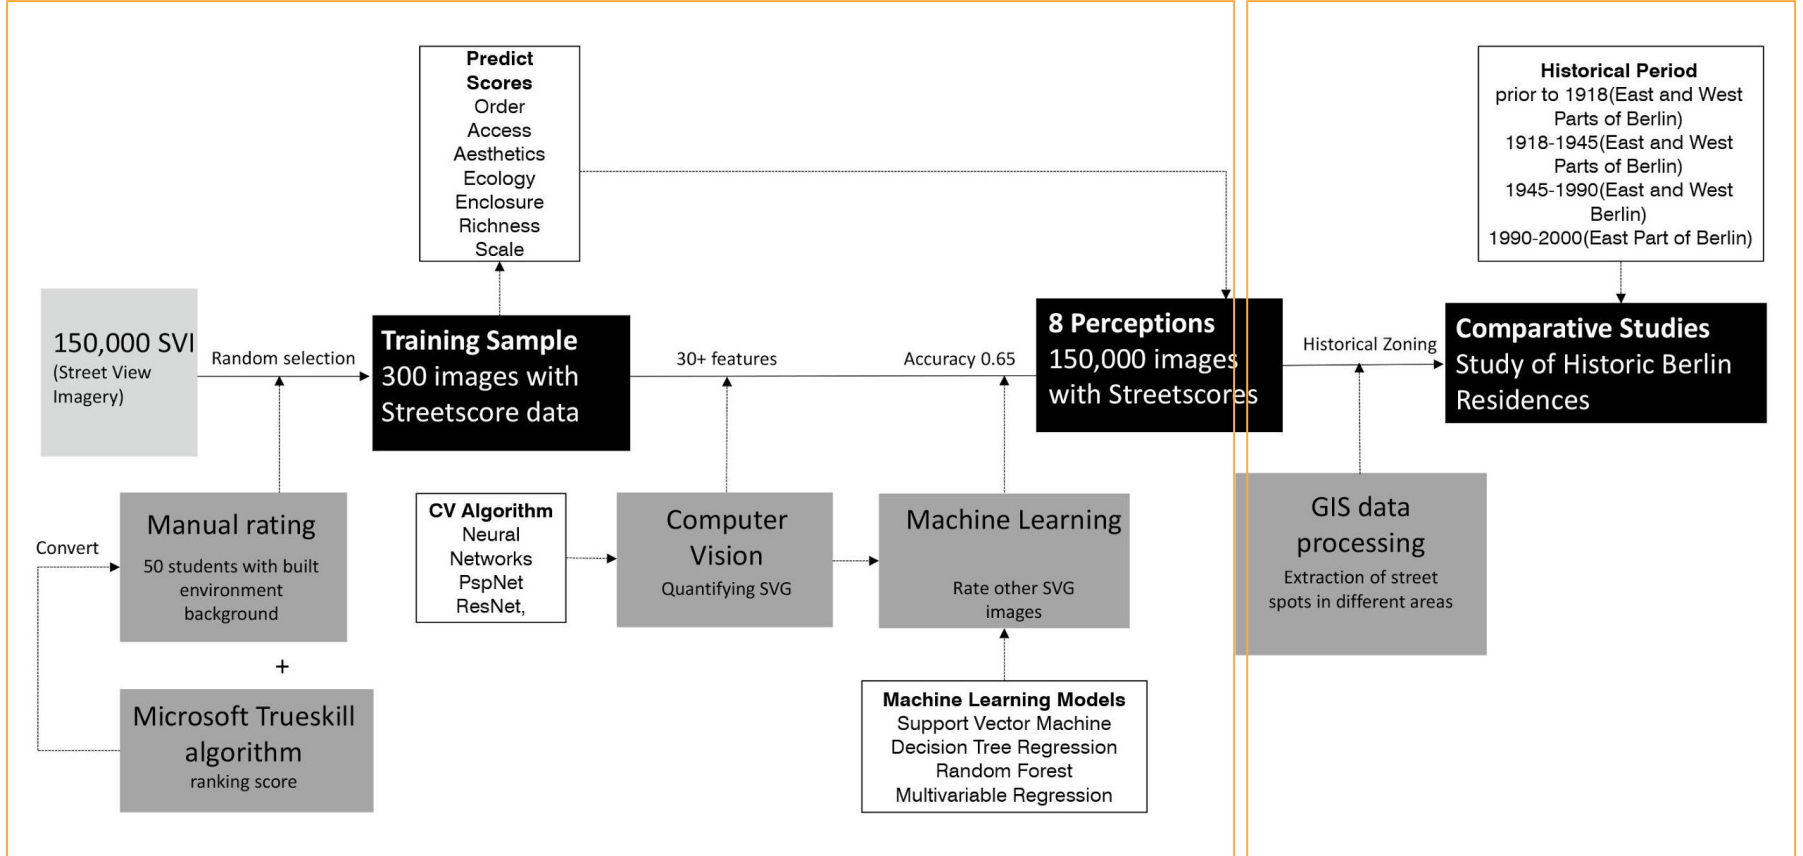 Predict
Scores
Order
Access
Aesthetics
Ecology
Enclosure
Richness
Scale
Historical Period
prior to 1918(East and West
Parts of Berlin)
1918-1945(East and West
Parts of Berlin)
1945-1990(East and West
Berlin)
1990-2000(East Part of Berlin)
150,000 SVI
(Street View
Imagery)
Random selection
Training Sample
300 images with
Streetscore data
30+ features
Accuracy 0.65
8 Perceptions
150,000 images
with Streetscores
Historical Zoning
Comparative Studies
Study of Historic Berlin
Residences
Convert
Manual rating
50 students with built
environment
background
+
Microsoft Trueskill
algorithm
ranking score
CV Algorithm
Neural
Networks
PspNet
ResNet,
Computer
Vision
Quantifying SVG
Machine Learning
Rate other SVG
images
Machine Learning Models
Support Vector Machine
Decision Tree Regression
Random Forest
Multivariable Regression
GIS data
processing
Extraction of street
spots in different areas